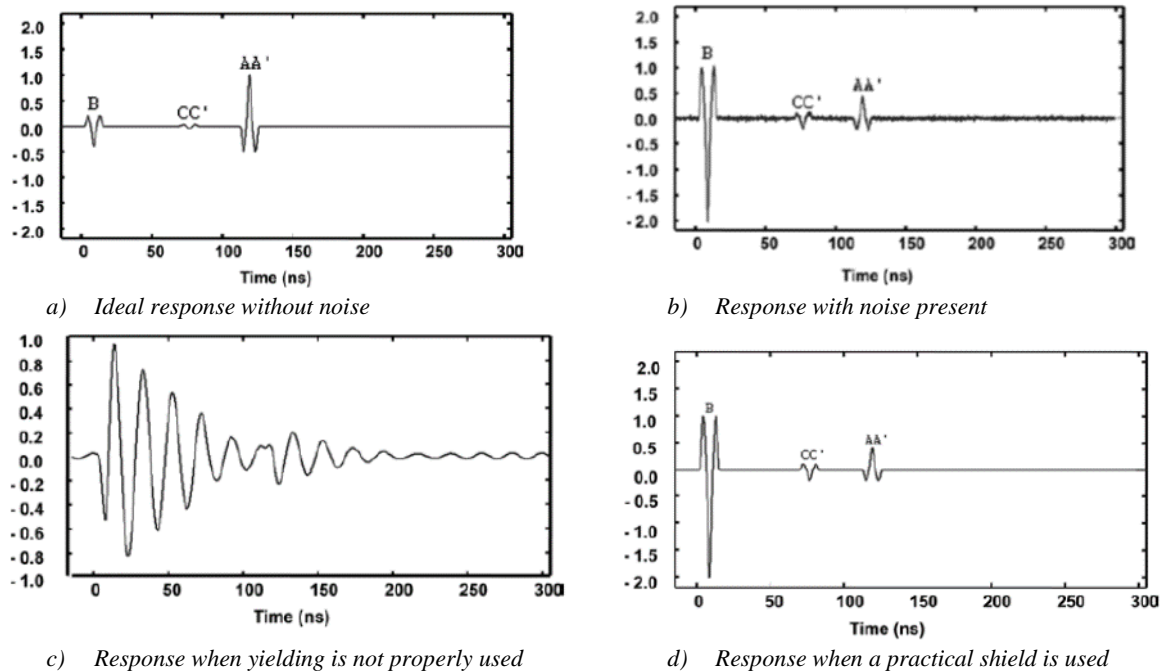 2.0
1.5
1.0
0.5
0.0
- 0.5
- 1.0
- 1.5
- 2.0
B
CC'
AA'
0 50 100 150 200 250 300
Time (ns)
a) Ideal response without noise
2.0
1.5
1.0
0.5
0.0
- 0.5
- 1.0
- 1.5
- 2.0
B
CC'
AA'
0 50 100 150 200 250 300
Time (ns)
b) Response with noise present
1.0
0.8
0.6
0.4
0.2
0.0
- 0.2
- 0.4
- 0.6
- 0.8
- 1.0
0 50 100 150 200 250 300
Time (ns)
c) Response when yielding is not properly used
2.0
1.5
1.0
0.5
0.0
- 0.5
- 1.0
- 1.5
- 2.0
B
CC'
AA'
0 50 100 150 200 250 300
Time (ns)
d) Response when a practical shield is used